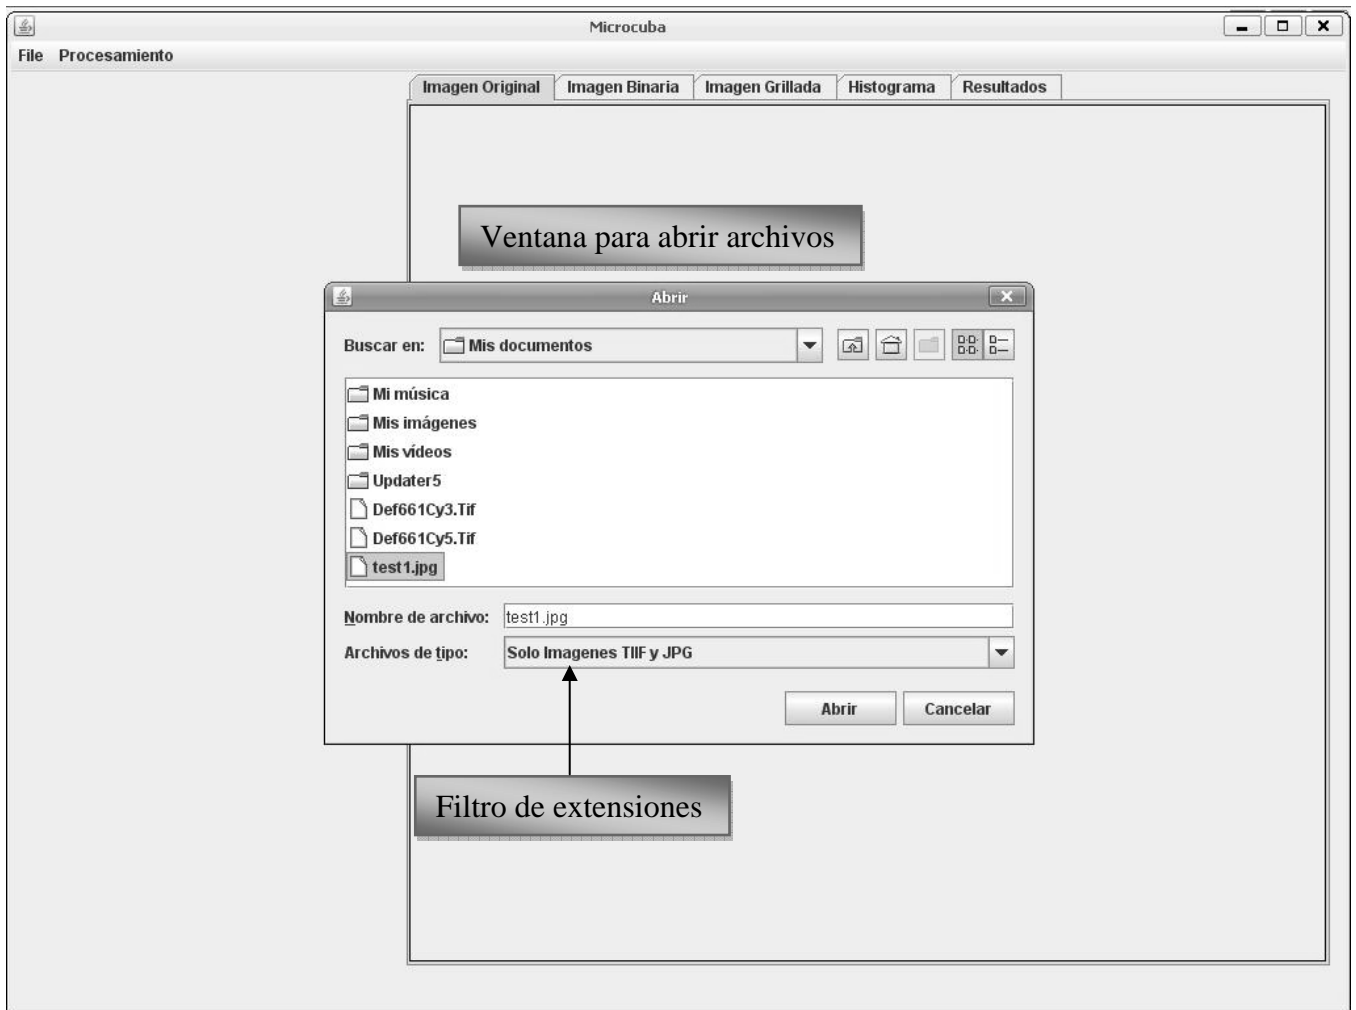 Microcuba
File Procesamiento
Imagen Original Imagen Binaria Imagen Grillada Histograma Resultados
Ventana para abrir archivos
Abrir
Buscar en: Mis documentos
Mi música
Mis imágenes
Mis vídeos
Updater5
Def661Cy3.Tif
Def661Cy5.Tif
test1.jpg
Nombre de archivo: test1.jpg
Archivos de tipo: Solo Imagenes TIIF y JPG
Abrir Cancelar
Filtro de extensiones